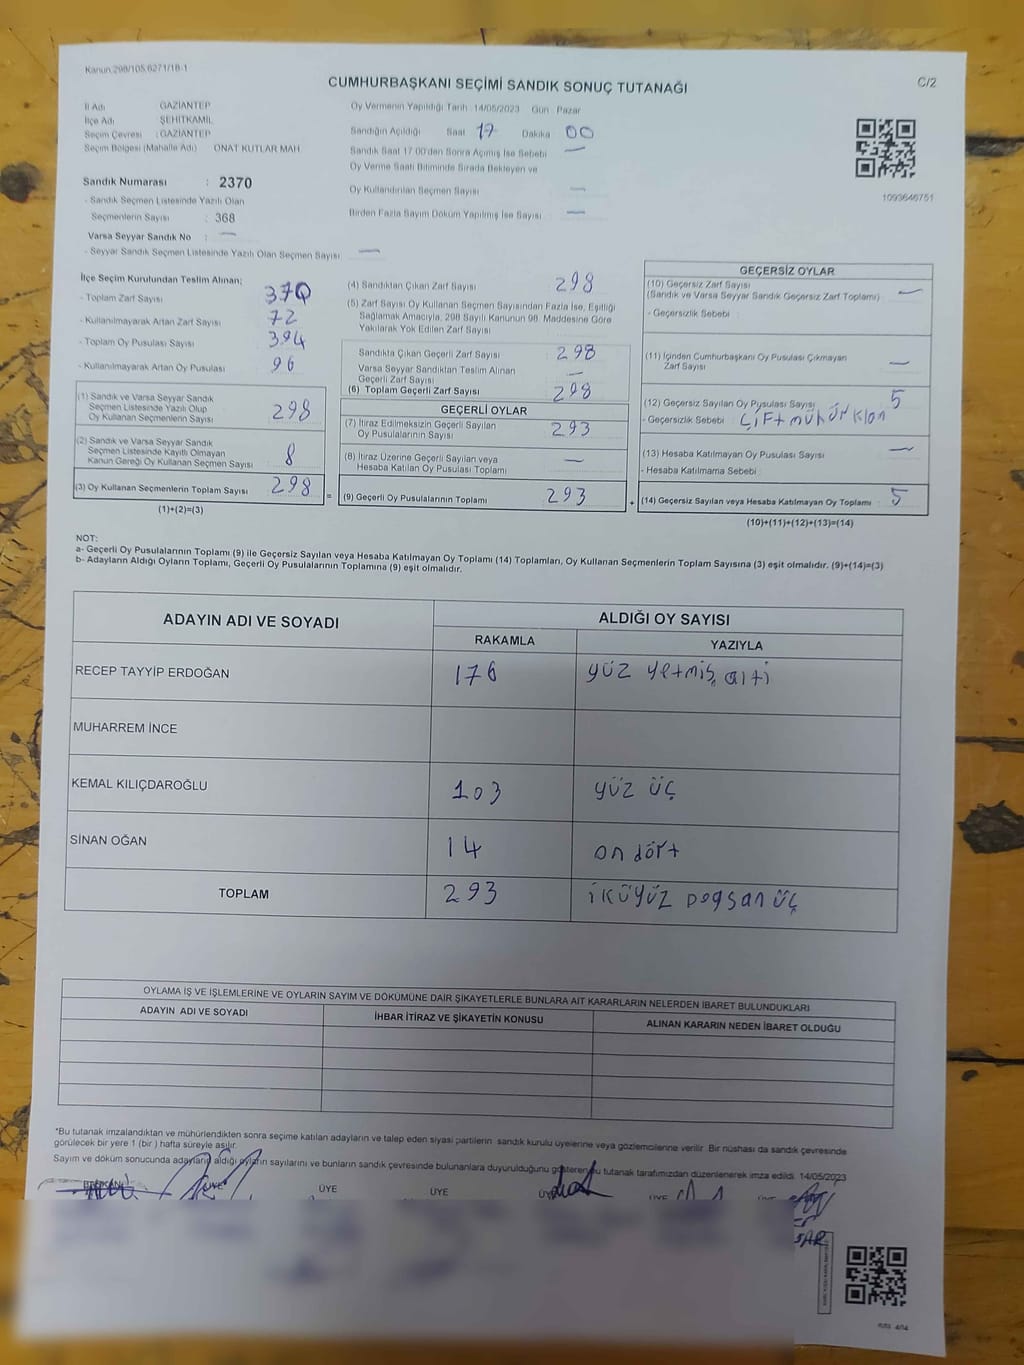 Kanun:298/105,6271/18-1
CUMHURBAŞKANI SEÇİMİ SANDIK SONUÇ TUTANAĞI
C/2
İl Adı GAZİANTEP
İlçe Adı ŞEHİTKAMİL
Seçim Çevresi : GAZİANTEP
Seçim Bölgesi (Mahalle Adı) ONAT KUTLAR MAH.
Sandık Numarası : 2370
- Sandık Seçmen Listesinde Yazılı Olan
Seçmenlerin Sayısı : 368
Varsa Seyyar Sandık No : —
- Seyyar Sandık Seçmen Listesinde Yazılı Olan Seçmen Sayısı —
Oy Vermenin Yapıldığı Tarih : 14/05/2023 Gün : Pazar
Sandığın Açıldığı Saat 17 Dakika 00
Sandık Saat 17.00'den Sonra Açılmış İse Sebebi —
Oy Verme Saati Bitiminde Sırada Bekleyen ve
Oy Kullandırılan Seçmen Sayısı —
Birden Fazla Sayım Döküm Yapılmış İse Sayısı —
1093646751
İlçe Seçim Kurulundan Teslim Alınan;
- Toplam Zarf Sayısı 370
- Kullanılmayarak Artan Zarf Sayısı 72
- Toplam Oy Pusulası Sayısı 394
- Kullanılmayarak Artan Oy Pusulası 96
(1) Sandık ve Varsa Seyyar Sandık
Seçmen Listesinde Yazılı Olup
Oy Kullanan Seçmenlerin Sayısı 298
(2) Sandık ve Varsa Seyyar Sandık
Seçmen Listesinde Kayıtlı Olmayan
Kanun Gereği Oy Kullanan Seçmen Sayısı 8
(3) Oy Kullanan Seçmenlerin Toplam Sayısı 298
(1)+(2)=(3)
=
(4) Sandıktan Çıkan Zarf Sayısı 298
(5) Zarf Sayısı Oy Kullanan Seçmen Sayısından Fazla İse, Eşitliği
Sağlamak Amacıyla, 298 Sayılı Kanunun 98. Maddesine Göre
Yakılarak Yok Edilen Zarf Sayısı
Sandıkta Çıkan Geçerli Zarf Sayısı 298
Varsa Seyyar Sandıktan Teslim Alınan —
Geçerli Zarf Sayısı
(6) Toplam Geçerli Zarf Sayısı 298
GEÇERLİ OYLAR
(7) İtiraz Edilmeksizin Geçerli Sayılan
Oy Pusulalarının Sayısı 293
(8) İtiraz Üzerine Geçerli Sayılan veya
Hesaba Katılan Oy Pusulası Toplamı —
(9) Geçerli Oy Pusulalarının Toplamı 293
+
GEÇERSİZ OYLAR
(10) Geçersiz Zarf Sayısı
(Sandık ve Varsa Seyyar Sandık Geçersiz Zarf Toplamı) : —
- Geçersizlik Sebebi :
(11) İçinden Cumhurbaşkanı Oy Pusulası Çıkmayan
Zarf Sayısı —
(12) Geçersiz Sayılan Oy Pusulası Sayısı : 5
- Geçersizlik Sebebi ÇİFt mühürklan
(13) Hesaba Katılmayan Oy Pusulası Sayısı : —
- Hesaba Katılmama Sebebi :
(14) Geçersiz Sayılan veya Hesaba Katılmayan Oy Toplamı : 5
(10)+(11)+(12)+(13)=(14)
NOT:
a- Geçerli Oy Pusulalarının Toplamı (9) ile Geçersiz Sayılan veya Hesaba Katılmayan Oy Toplamı (14) Toplamları, Oy Kullanan Seçmenlerin Toplam Sayısına (3) eşit olmalıdır. (9)+(14)=(3)
b- Adayların Aldığı Oyların Toplamı, Geçerli Oy Pusulalarının Toplamına (9) eşit olmalıdır.
ADAYIN ADI VE SOYADI
ALDIĞI OY SAYISI
RAKAMLA YAZIYLA
RECEP TAYYİP ERDOĞAN 176 yüz yetmiş altı
MUHARREM İNCE
KEMAL KILIÇDAROĞLU 103 yüz üç
SİNAN OĞAN 14 on dört
TOPLAM 293 iküyüz Dogsan üç
OYLAMA İŞ VE İŞLEMLERİNE VE OYLARIN SAYIM VE DÖKÜMÜNE DAİR ŞİKAYETLERLE BUNLARA AİT KARARLARIN NELERDEN İBARET BULUNDUKLARI
ADAYIN ADI VE SOYADI İHBAR İTİRAZ VE ŞİKAYETİN KONUSU ALINAN KARARIN NEDEN İBARET OLDUĞU
*Bu tutanak imzalandıktan ve mühürlendikten sonra seçime katılan adayların ve talep eden siyasi partilerin sandık kurulu üyelerine veya gözlemcilerine verilir. Bir nüshası da sandık çevresinde
görülecek bir yere 1 (bir ) hafta süreyle asılır.
Sayım ve döküm sonucunda adayların aldığı oyların sayılarını ve bunların sandık çevresinde bulunanlara duyurulduğunu gösteren bu tutanak tarafımızdan düzenlenerek imza edildi. 14/05/2023
BAŞKAN ÜYE ÜYE ÜYE ÜYE ÜYE ÜYE